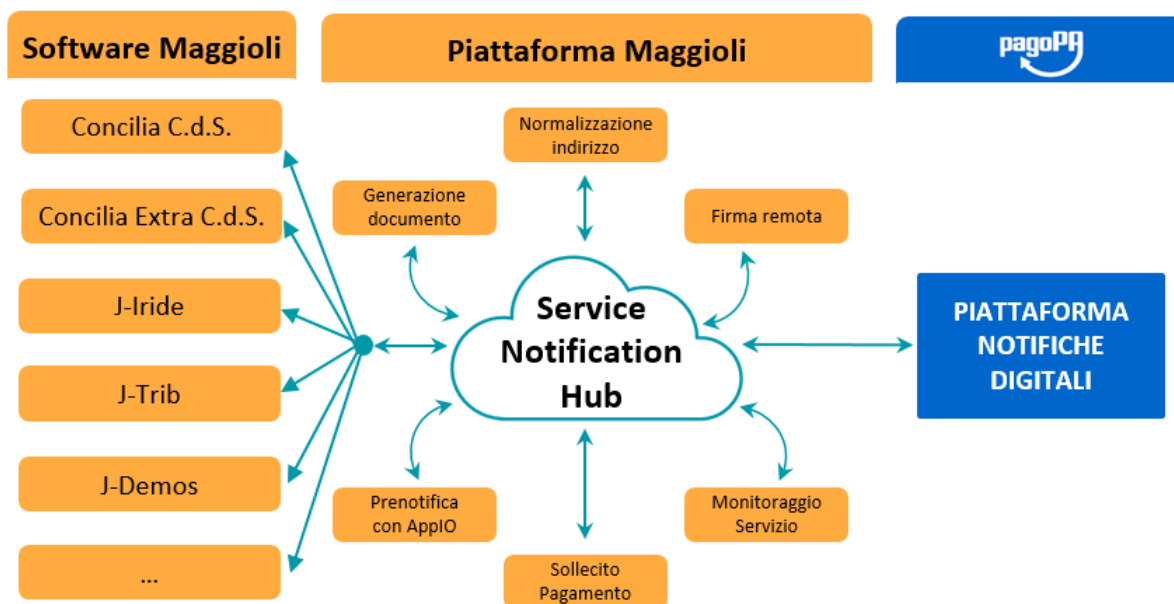 Software Maggioli
Piattaforma Maggioli
pagoPA
Concilia C.d.S.
Concilia Extra C.d.S.
J-Iride
J-Trib
J-Demos
...
Normalizzazione
indirizzo
Generazione
documento
Firma remota
Service
Notification
Hub
Prenotifica
con AppIO
Sollecito
Pagamento
Monitoraggio
Servizio
PIATTAFORMA
NOTIFICHE
DIGITALI